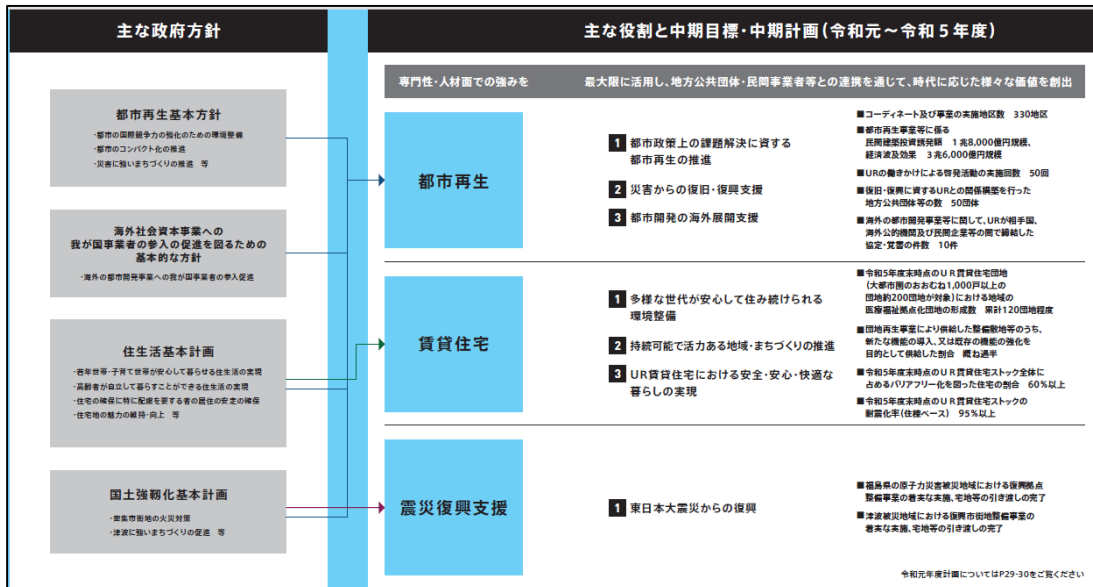 主な政府方針
主な役割と中期目標・中期計画(令和元～令和5年度)
専門性・人材面での強みを
最大限に活用し、地方公共団体・民間事業者等との連携を通じて、時代に応じた様々な価値を創出
都市再生基本方針
・都市の国際競争力の強化のための環境整備
・都市のコンパクト化の推進
・災害に強いまちづくりの推進 等
海外社会資本事業への
我が国事業者の参入の促進を図るための
基本的な方針
・海外の都市開発事業への我が国事業者の参入促進
住生活基本計画
・若年世帯・子育て世帯が安心して暮らせる住生活の実現
・高齢者が自立して暮らすことができる住生活の実現
・住宅の確保に特に配慮を要する者の居住の安定の確保
・住宅地の魅力の維持・向上 等
国土強靱化基本計画
・密集市街地の火災対策
・津波に強いまちづくりの促進 等
都市再生
1 都市政策上の課題解決に資する
都市再生の推進
2 災害からの復旧・復興支援
3 都市開発の海外展開支援
■コーディネート及び事業の実施地区数 330地区
■都市再生事業等に係る
民間建築投資誘発額 1兆8,000億円規模、
経済波及効果 3兆6,000億円規模
■URの働きかけによる啓発活動の実施回数 50回
■復旧・復興に資するURとの関係構築を行った
地方公共団体等の数 50団体
■海外の都市開発事業等に関して、URが相手国、
海外公的機関及び民間企業等の間で締結した
協定・覚書の件数 10件
賃貸住宅
1 多様な世代が安心して住み続けられる
環境整備
2 持続可能で活力ある地域・まちづくりの推進
3 UR賃貸住宅における安全・安心・快適な
暮らしの実現
■令和5年度末時点のUR賃貸住宅団地
(大都市圏のおおむね1,000戸以上の
団地約200団地が対象)における地域の
医療福祉拠点化団地の形成数 累計120団地程度
■団地再生事業により供給した整備敷地等のうち、
新たな機能の導入、又は既存の機能の強化を
目的として供給した割合 概ね過半
■令和5年度末時点のUR賃貸住宅ストック全体に
占めるバリアフリー化を図った住宅の割合 60%以上
■令和5年度末時点のUR賃貸住宅ストックの
耐震化率(住棟ベース) 95%以上
震災復興支援
1 東日本大震災からの復興
■福島県の原子力災害被災地域における復興拠点
整備事業の着実な実施、宅地等の引き渡しの完了
■津波被災地域における復興市街地整備事業の
着実な実施、宅地等の引き渡しの完了
令和元年度計画についてはP29-30をご覧ください